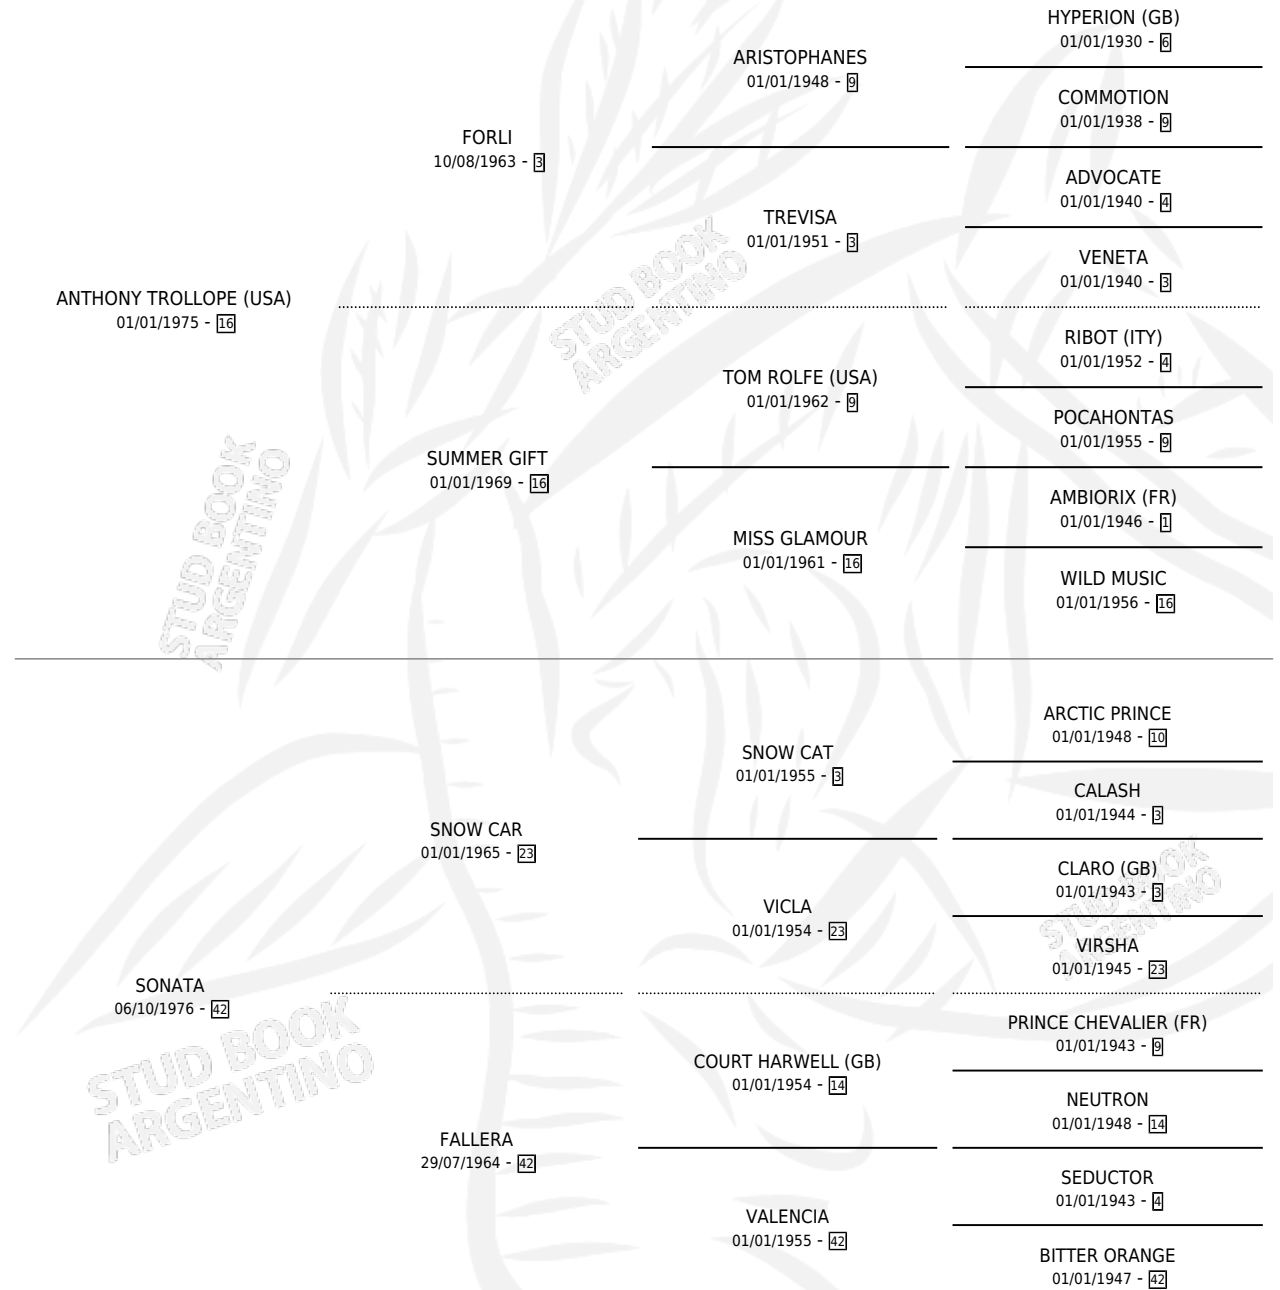 HYPERION (GB)
01/01/1930 - 6
ARISTOPHANES
01/01/1948 - 9
COMMOTION
01/01/1938 - 9
FORLI
10/08/1963 - 3
ADVOCATE
01/01/1940 - 4
TREVISA
01/01/1951 - 3
VENETA
01/01/1940 - 3
ANTHONY TROLLOPE (USA)
01/01/1975 - 16
RIBOT (ITY)
01/01/1952 - 4
TOM ROLFE (USA)
01/01/1962 - 9
POCAHONTAS
01/01/1955 - 9
SUMMER GIFT
01/01/1969 - 16
AMBIORIX (FR)
01/01/1946 - 1
MISS GLAMOUR
01/01/1961 - 16
WILD MUSIC
01/01/1956 - 16
ARCTIC PRINCE
01/01/1948 - 10
SNOW CAT
01/01/1955 - 3
CALASH
01/01/1944 - 3
SNOW CAR
01/01/1965 - 23
CLARO (GB)
01/01/1943 - 3
VICLA
01/01/1954 - 23
VIRSHA
01/01/1945 - 23
SONATA
06/10/1976 - 42
PRINCE CHEVALIER (FR)
01/01/1943 - 9
COURT HARWELL (GB)
01/01/1954 - 14
NEUTRON
01/01/1948 - 14
FALLERA
29/07/1964 - 42
SEDUCTOR
01/01/1943 - 4
VALENCIA
01/01/1955 - 42
BITTER ORANGE
01/01/1947 - 42
STUD BOOK
ARGENTINO
STUD BOOK
ARGENTINO
STUD BOOK
ARGENTINO
STUD BOOK
ARGENTINO